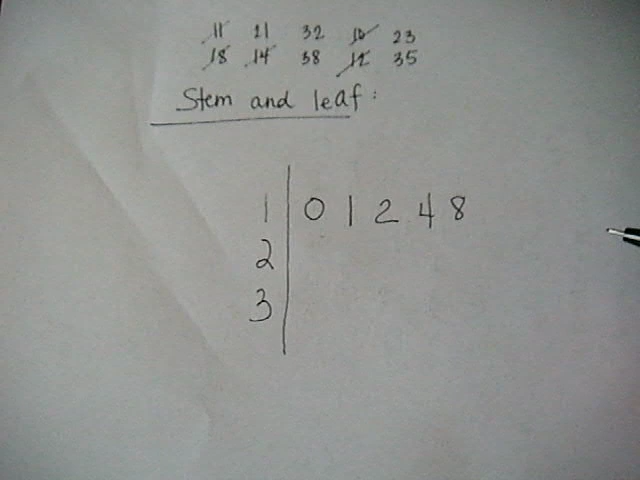 11 21 32 10 23
18 14 38 12 35
Stem and leaf:
1 0 1 2 4 8
2
3